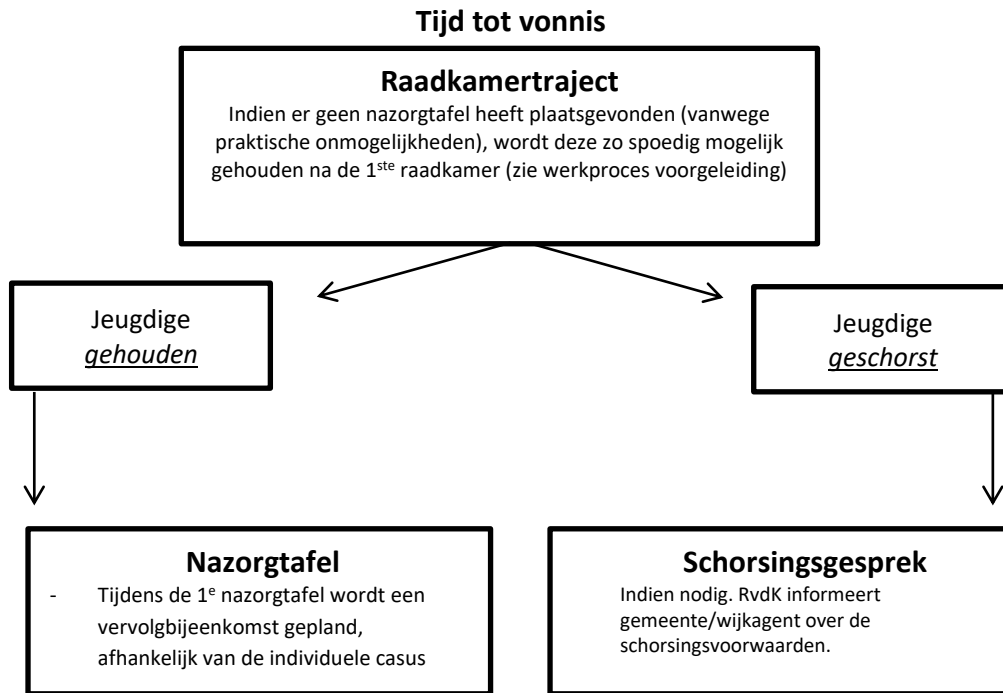 Tijd tot vonnis
Raadkamertraject
Indien er geen nazorgtafel heeft plaatsgevonden (vanwege
praktische onmogelijkheden), wordt deze zo spoedig mogelijk
gehouden na de 1ste raadkamer (zie werkproces voorgeleiding)
Jeugdige
gehouden
Jeugdige
geschorst
Nazorgtafel
- Tijdens de 1e nazorgtafel wordt een
vervolgbijeenkomst gepland,
afhankelijk van de individuele casus
Schorsingsgesprek
Indien nodig. RvdK informeert
gemeente/wijkagent over de
schorsingsvoorwaarden.